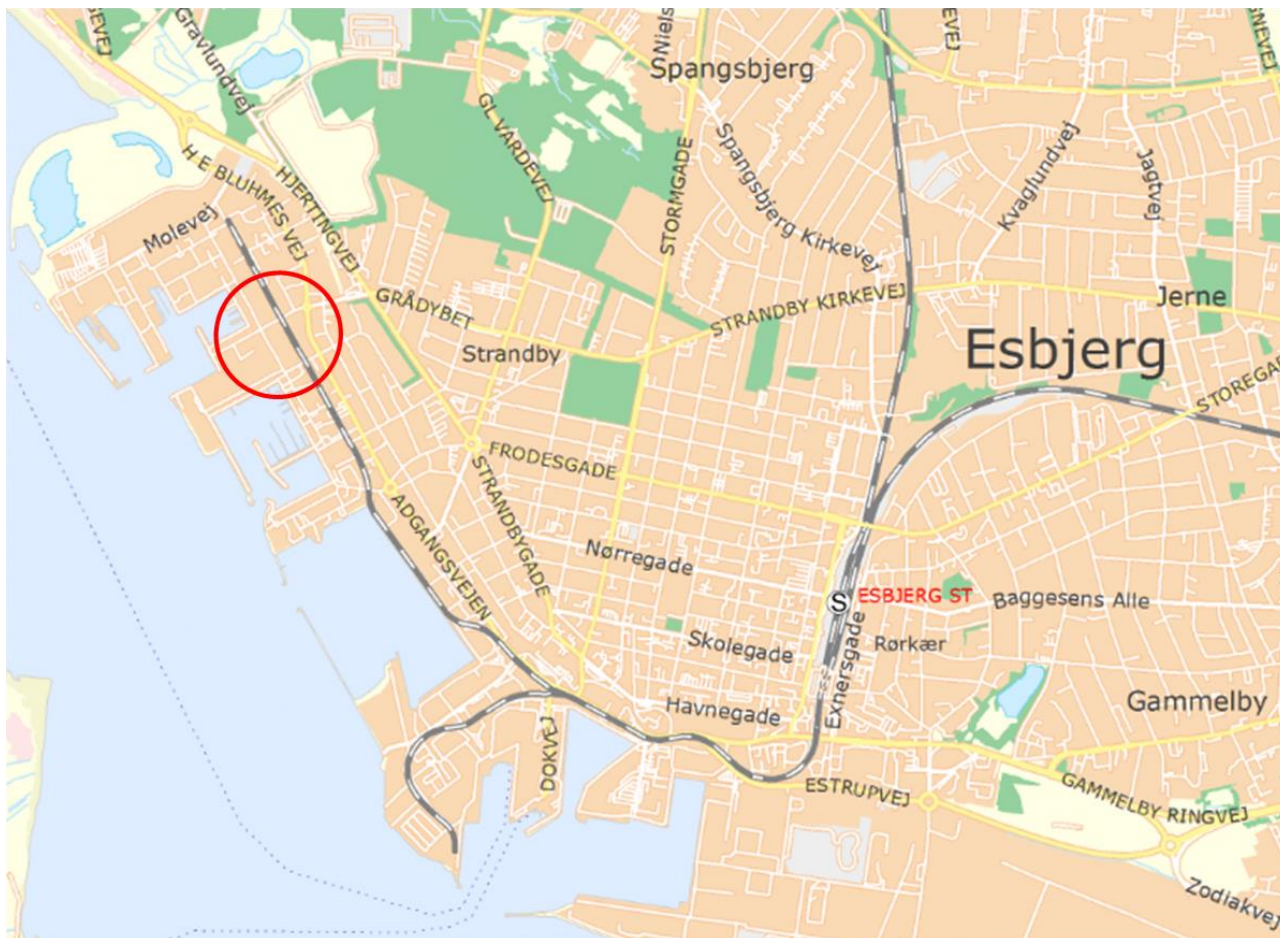 Gravlundvej
GL VARDEVEJ
Spangsbjerg
STORMGADE
Spangsbjerg Kirkevej
Kvaglundvej
Jagtvej
H E BLUHMES VEJ
HJERTINGVEJ
Molevej
GRÅDYBET
Strandby
STRANDBY KIRKEVEJ
Jerne
Esbjerg
FRODESGADE
STRANDBYGADE
ADGANGSVEJEN
Nørregade
S
ESBJERG ST
Baggesens Alle
Skolegade
Exnersgade
Rørkær
Havnegade
Gammelby
DOKVEJ
ESTRUPVEJ
GAMMELBY RINGVEJ
Zodiakvej